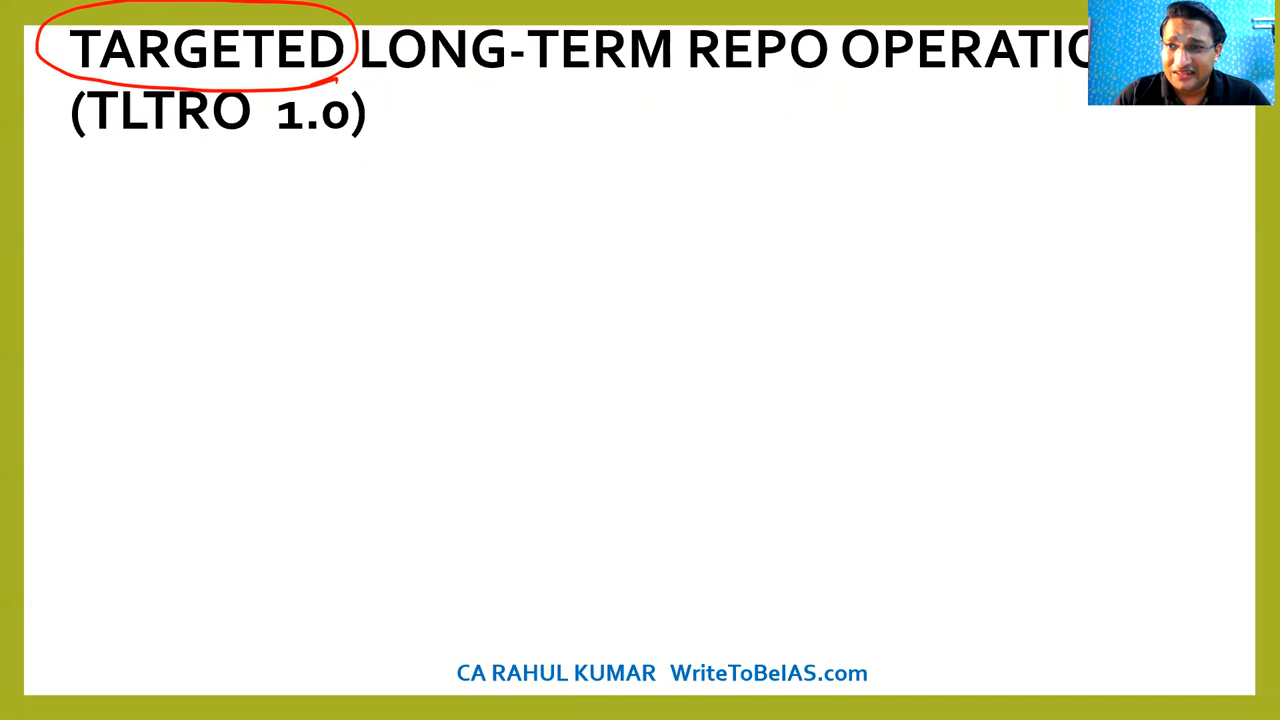 TARGETED LONG-TERM REPO OPERATIO
(TLTRO 1.0)
CA RAHUL KUMAR WriteToBeIAS.com